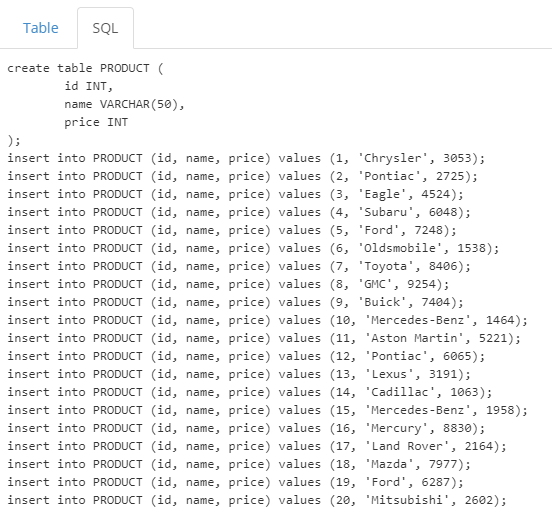 Table SQL
create table PRODUCT (
id INT,
name VARCHAR(50),
price INT
);
insert into PRODUCT (id, name, price) values (1, 'Chrysler', 3053);
insert into PRODUCT (id, name, price) values (2, 'Pontiac', 2725);
insert into PRODUCT (id, name, price) values (3, 'Eagle', 4524);
insert into PRODUCT (id, name, price) values (4, 'Subaru', 6048);
insert into PRODUCT (id, name, price) values (5, 'Ford', 7248);
insert into PRODUCT (id, name, price) values (6, 'Oldsmobile', 1538);
insert into PRODUCT (id, name, price) values (7, 'Toyota', 8406);
insert into PRODUCT (id, name, price) values (8, 'GMC', 9254);
insert into PRODUCT (id, name, price) values (9, 'Buick', 7404);
insert into PRODUCT (id, name, price) values (10, 'Mercedes-Benz', 1464);
insert into PRODUCT (id, name, price) values (11, 'Aston Martin', 5221);
insert into PRODUCT (id, name, price) values (12, 'Pontiac', 6065);
insert into PRODUCT (id, name, price) values (13, 'Lexus', 3191);
insert into PRODUCT (id, name, price) values (14, 'Cadillac', 1063);
insert into PRODUCT (id, name, price) values (15, 'Mercedes-Benz', 1958);
insert into PRODUCT (id, name, price) values (16, 'Mercury', 8830);
insert into PRODUCT (id, name, price) values (17, 'Land Rover', 2164);
insert into PRODUCT (id, name, price) values (18, 'Mazda', 7977);
insert into PRODUCT (id, name, price) values (19, 'Ford', 6287);
insert into PRODUCT (id, name, price) values (20, 'Mitsubishi', 2602);